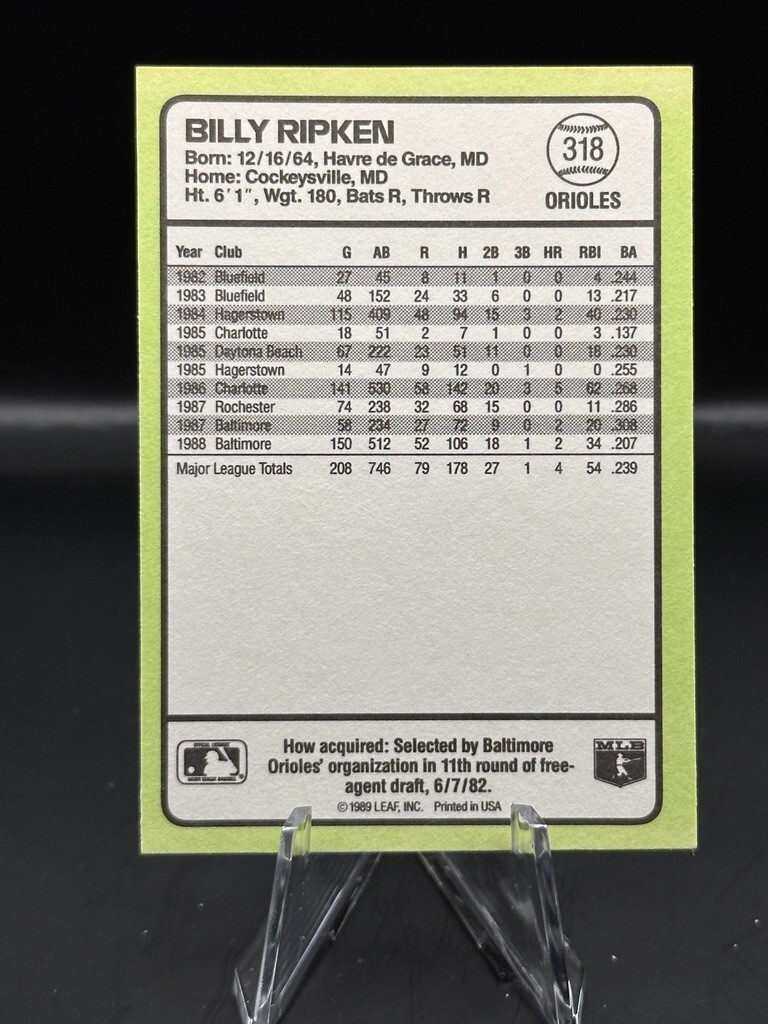 BILLY RIPKEN
Born: 12/16/64, Havre de Grace, MD
Home: Cockeysville, MD
Ht. 6'1", Wgt. 180, Bats R, Throws R
318
ORIOLES
Year Club G AB R H 2B 3B HR RBI BA
1982 Bluefield 27 45 8 11 1 0 0 4 .244
1983 Bluefield 48 152 24 33 6 0 0 13 .217
1984 Hagerstown 115 409 48 94 15 3 2 40 .230
1985 Charlotte 18 51 2 7 1 0 0 3 .137
1985 Daytona Beach 67 222 23 51 11 0 0 18 .230
1985 Hagerstown 14 47 9 12 0 1 0 0 .255
1986 Charlotte 141 530 58 142 20 3 5 62 .268
1987 Rochester 74 238 32 68 15 0 0 11 .286
1987 Baltimore 58 234 27 72 9 0 2 20 .308
1988 Baltimore 150 512 52 106 18 1 2 34 .207
Major League Totals 208 746 79 178 27 1 4 54 .239
How acquired: Selected by Baltimore
Orioles' organization in 11th round of free-
agent draft, 6/7/82.
©1989 LEAF, INC. Printed in USA
MLB